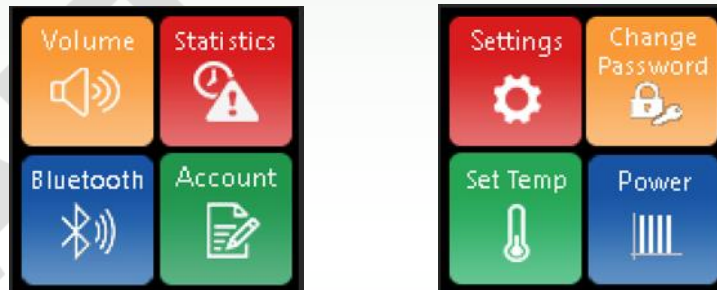 Volume
Statistics
Bluetooth
Account
Settings
Change
Password
Set Temp
Power